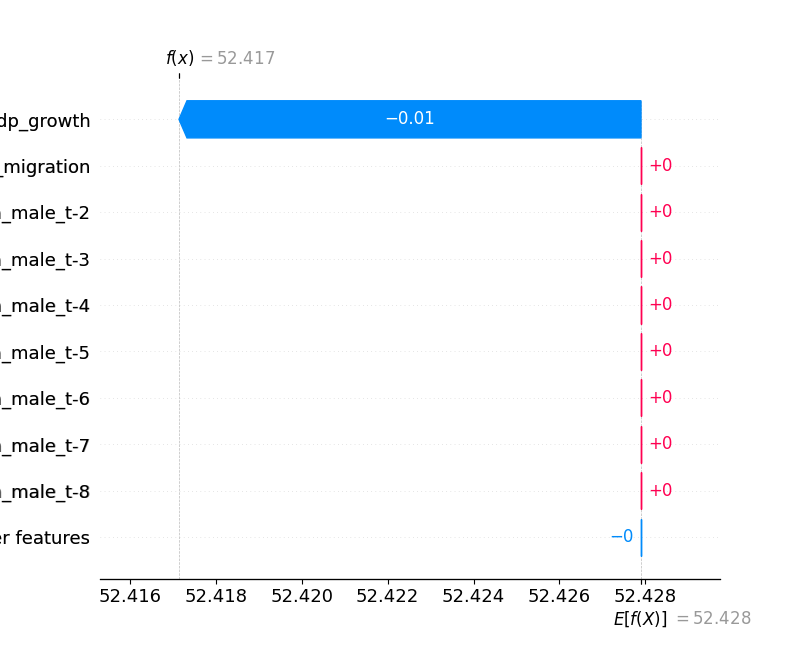 f(x) = 52.417
dp_growth
−0.01
_migration
+0
_male_t-2
+0
_male_t-3
+0
_male_t-4
+0
_male_t-5
+0
_male_t-6
+0
_male_t-7
+0
_male_t-8
+0
r features
−0
52.416 52.418 52.420 52.422 52.424 52.426 52.428
E[f(X)] = 52.428